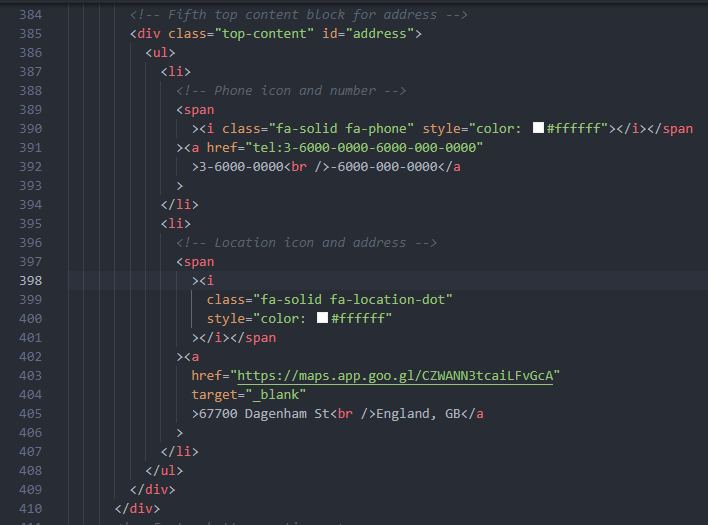 384 <!-- Fifth top content block for address -->
385 <div class="top-content" id="address">
386 <ul>
387 <li>
388 <!-- Phone icon and number -->
389 <span
390 ><i class="fa-solid fa-phone" style="color: #ffffff"></i></span
391 ><a href="tel:3-6000-0000-6000-000-0000"
392 >3-6000-0000<br />-6000-000-0000</a
393 >
394 </li>
395 <li>
396 <!-- Location icon and address -->
397 <span
398 ><i
399 class="fa-solid fa-location-dot"
400 style="color: #ffffff"
401 ></i></span
402 ><a
403 href="https://maps.app.goo.gl/CZWANN3tcaiLFvGcA"
404 target="_blank"
405 >67700 Dagenham St<br />England, GB</a
406 >
407 </li>
408 </ul>
409 </div>
410 </div>